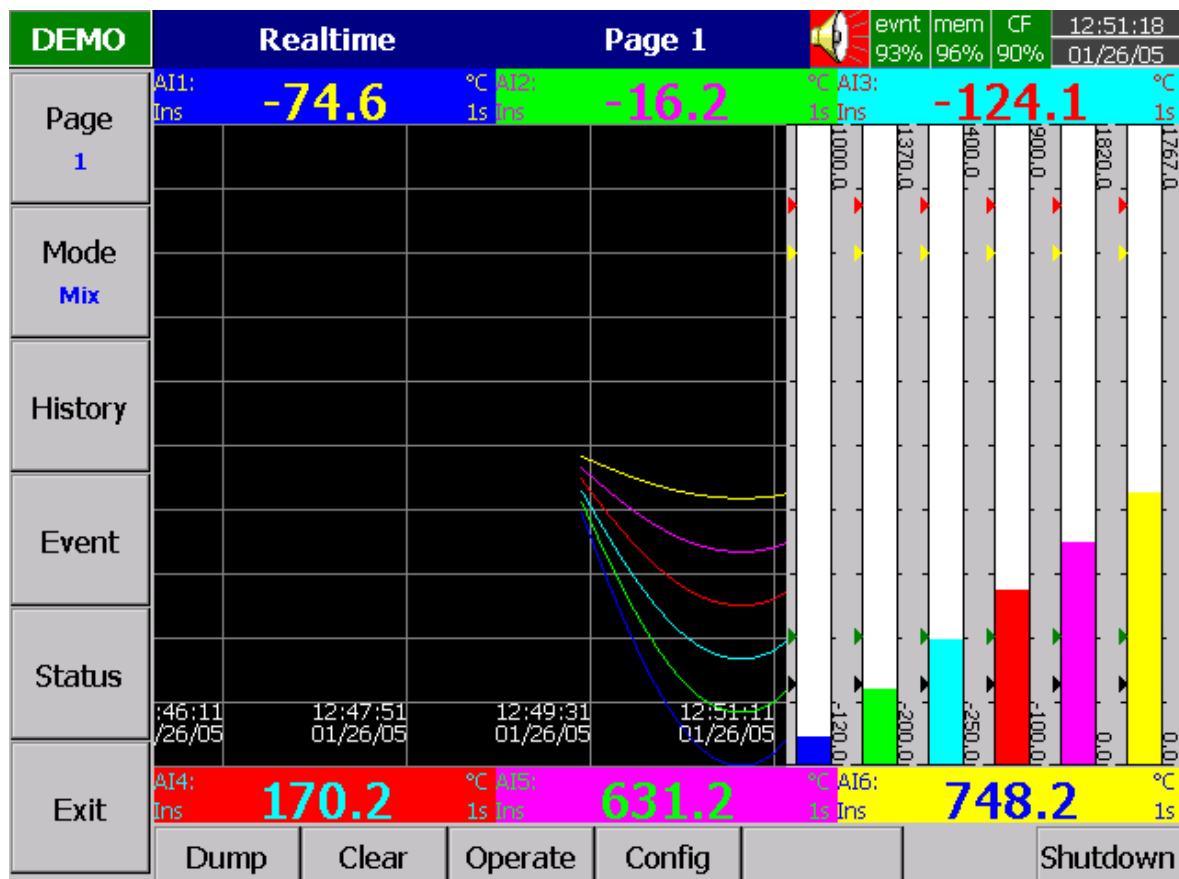 DEMO
Realtime
Page 1
evnt
93%
mem
96%
CF
90%
12:51:18
01/26/05
Page
1
Mode
Mix
History
Event
Status
Exit
AI1:
Ins
-74.6
°C
1s
AI2:
Ins
-16.2
°C
1s
AI3:
Ins
-124.1
°C
1s
1000.0
1370.0
400.0
900.0
1820.0
1767.0
-120.0
-200.0
-250.0
-100.0
0.0
0.0
:46:11
/26/05
12:47:51
01/26/05
12:49:31
01/26/05
12:51:11
01/26/05
AI4:
Ins
170.2
°C
1s
AI5:
Ins
631.2
°C
1s
AI6:
Ins
748.2
°C
1s
Dump
Clear
Operate
Config
Shutdown